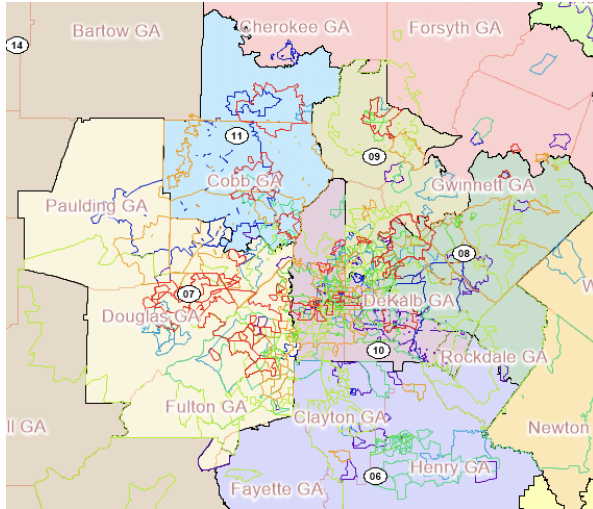 Bartow GA
Cherokee GA
Forsyth GA
14
11
09
Cobb GA
Gwinnett GA
Paulding GA
08
07
DeKalb GA
Douglas GA
10
Rockdale GA
Fulton GA
Clayton GA
ll GA
Newton
Henry GA
06
Fayette GA